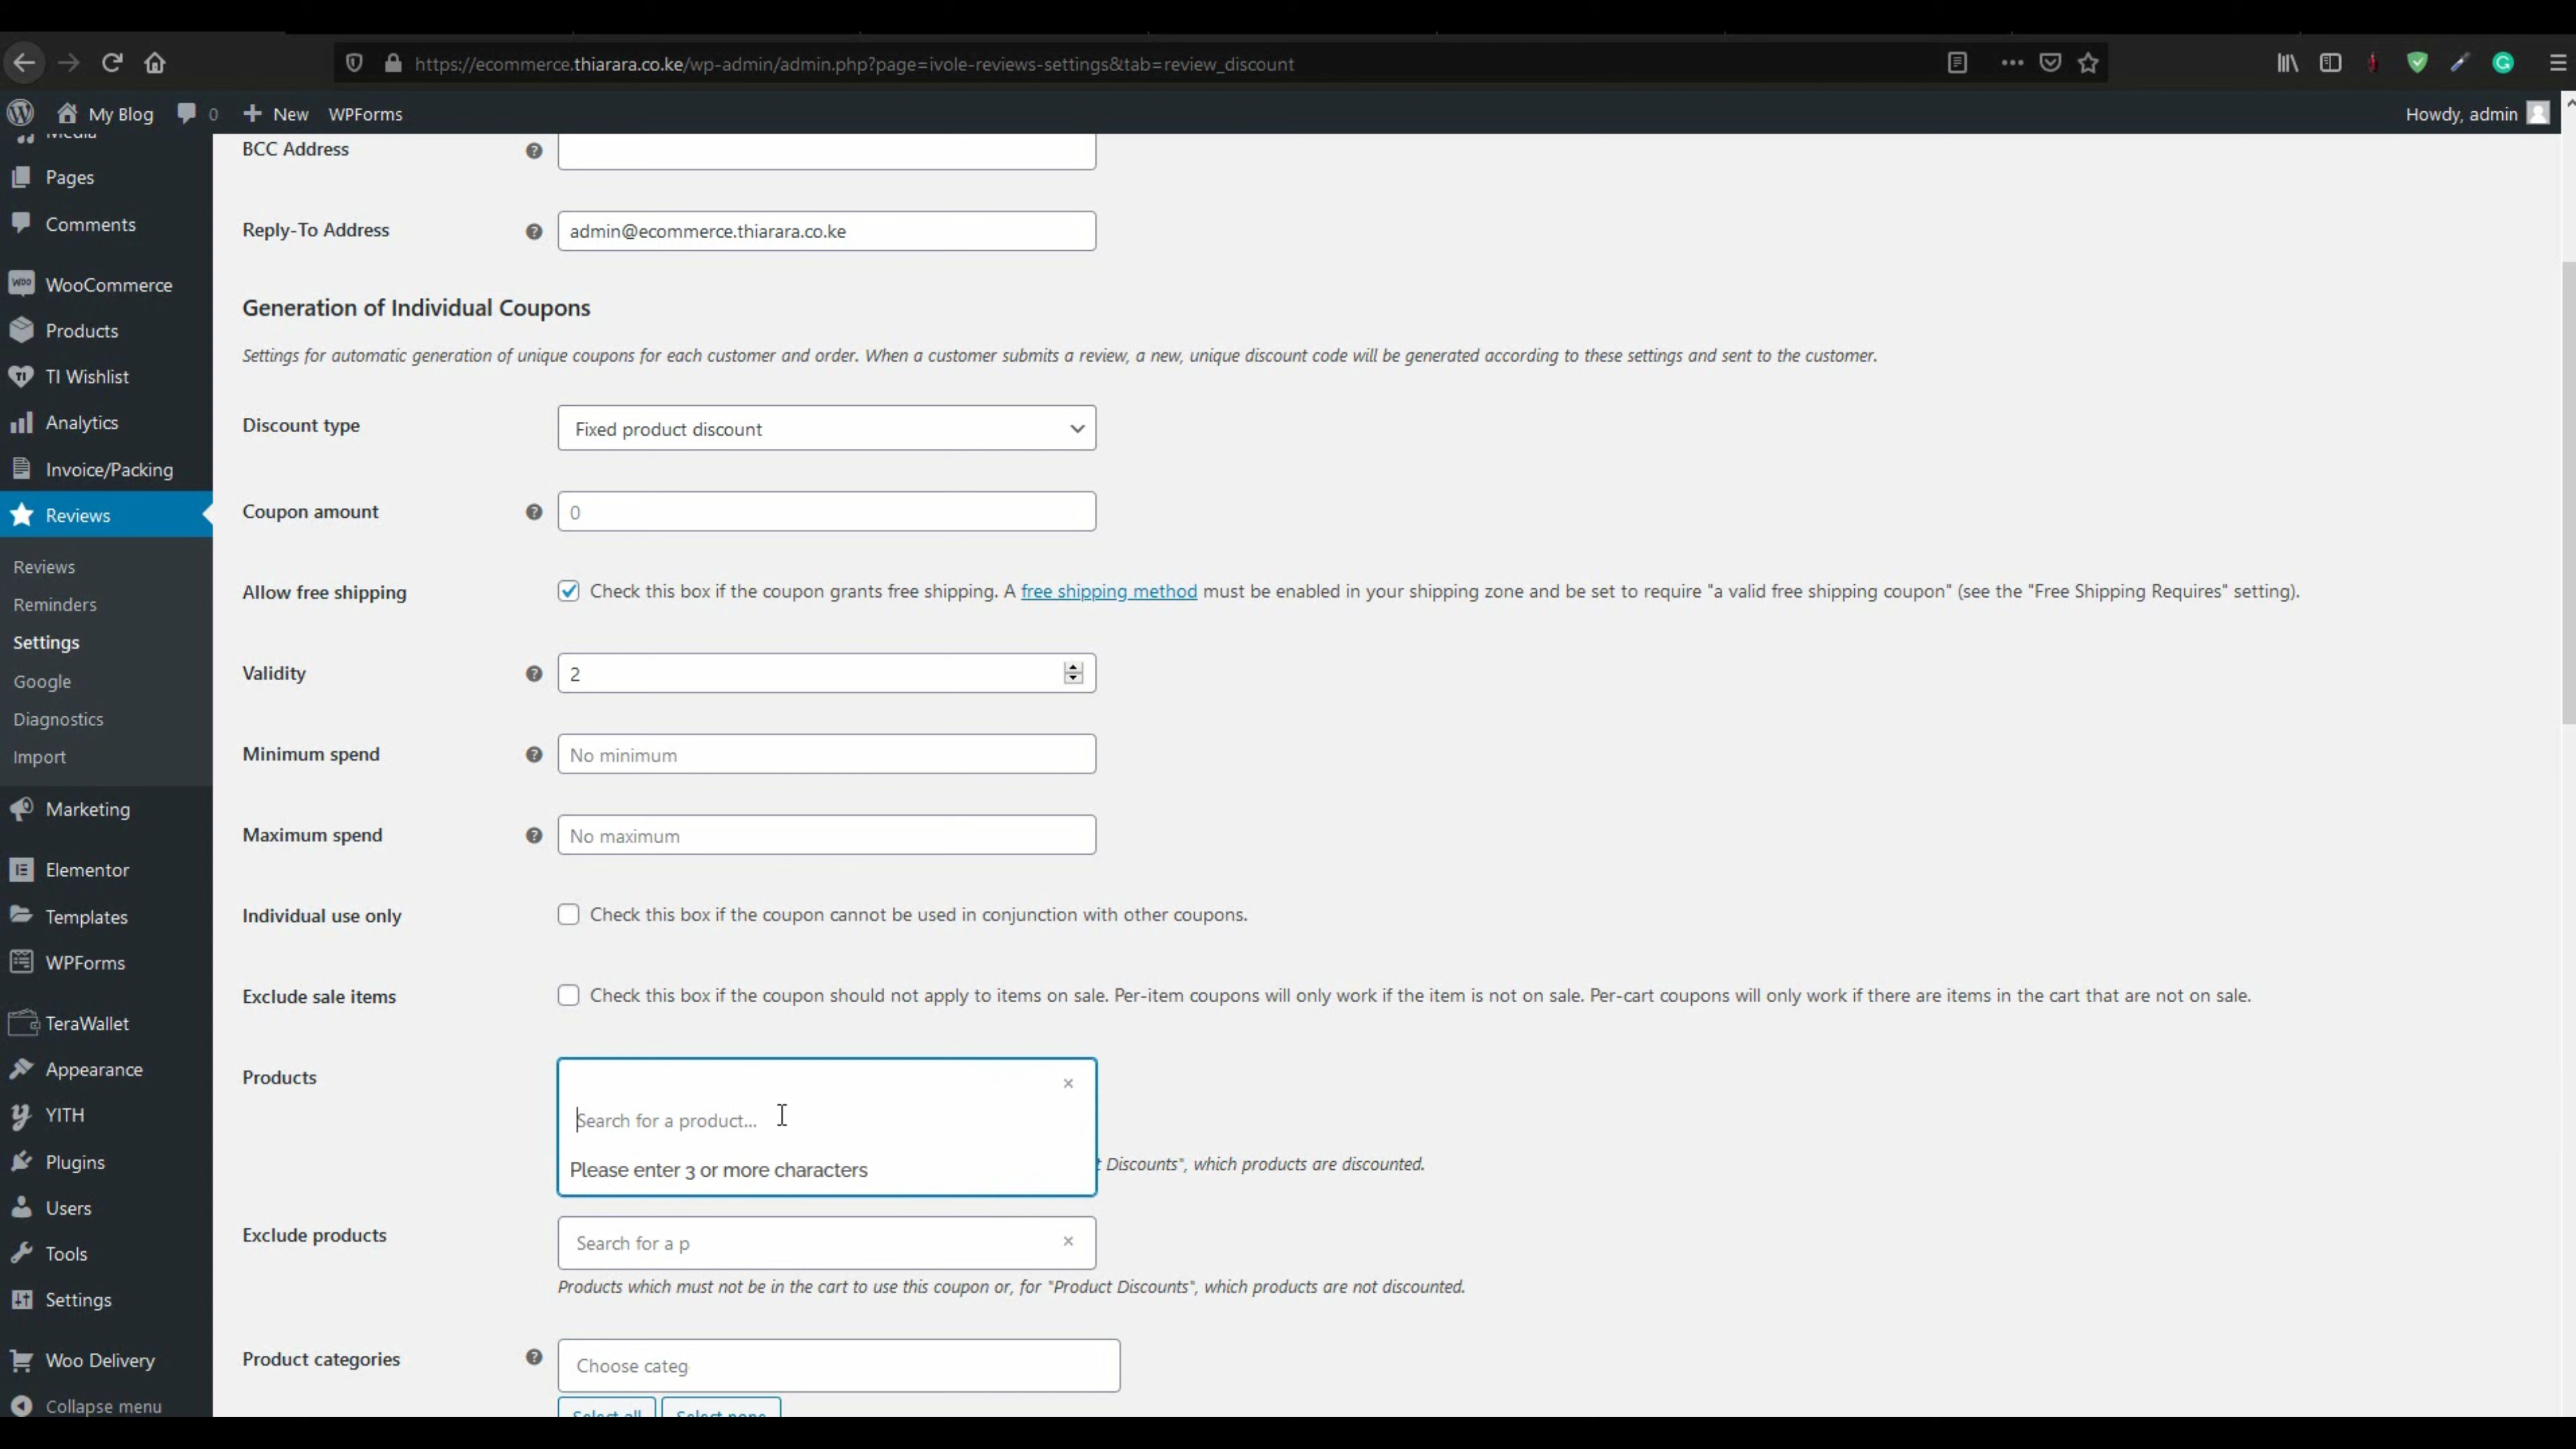 https://ecommerce.thiarara.co.ke/wp-admin/admin.php?page=ivole-reviews-settings&tab=review_discount
My Blog 0 New WPForms Howdy, admin
Media
Pages
Comments
WooCommerce
Products
TI Wishlist
Analytics
Invoice/Packing
Reviews
Reviews
Reminders
Settings
Google
Diagnostics
Import
Marketing
Elementor
Templates
WPForms
TeraWallet
Appearance
YITH
Plugins
Users
Tools
Settings
Woo Delivery
Collapse menu
BCC Address
Reply-To Address admin@ecommerce.thiarara.co.ke
Generation of Individual Coupons
Settings for automatic generation of unique coupons for each customer and order. When a customer submits a review, a new, unique discount code will be generated according to these settings and sent to the customer.
Discount type Fixed product discount
Coupon amount 0
Allow free shipping Check this box if the coupon grants free shipping. A free shipping method must be enabled in your shipping zone and be set to require "a valid free shipping coupon" (see the "Free Shipping Requires" setting).
Validity 2
Minimum spend No minimum
Maximum spend No maximum
Individual use only Check this box if the coupon cannot be used in conjunction with other coupons.
Exclude sale items Check this box if the coupon should not apply to items on sale. Per-item coupons will only work if the item is not on sale. Per-cart coupons will only work if there are items in the cart that are not on sale.
Products ×
Search for a product...
Please enter 3 or more characters
t Discounts", which products are discounted.
Exclude products Search for a p ×
Products which must not be in the cart to use this coupon or, for "Product Discounts", which products are not discounted.
Product categories Choose categ
Select all Select none